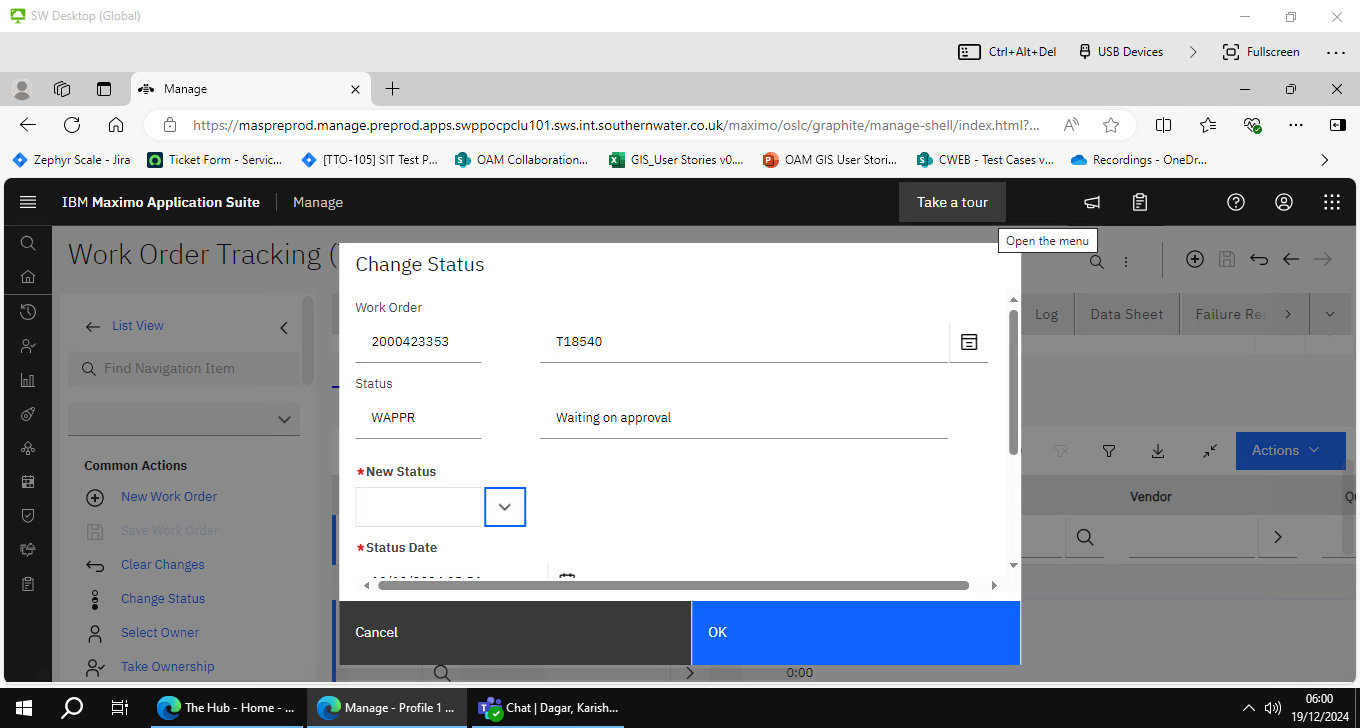 SW Desktop (Global)
Ctrl+Alt+Del USB Devices Fullscreen
Manage
https://maspreprod.manage.preprod.apps.swppocpclu101.sws.int.southernwater.co.uk/maximo/oslc/graphite/manage-shell/index.html?...
Zephyr Scale - Jira Ticket Form - Servic... [TTO-105] SIT Test P... OAM Collaboration... GIS_User Stories v0.... OAM GIS User Stori... CWEB - Test Cases v... Recordings - OneDr...
IBM Maximo Application Suite Manage Take a tour
Open the menu
Work Order Tracking (
Change Status
List View
Find Navigation Item
Work Order
2000423353 T18540
Log Data Sheet Failure Re
Status
WAPPR Waiting on approval
Common Actions
New Work Order
Save Work Order
Clear Changes
Change Status
Select Owner
Take Ownership
*New Status
*Status Date
Actions
Vendor
Cancel OK
0:00
The Hub - Home - ... Manage - Profile 1 ... Chat | Dagar, Karish...
06:00
19/12/2024